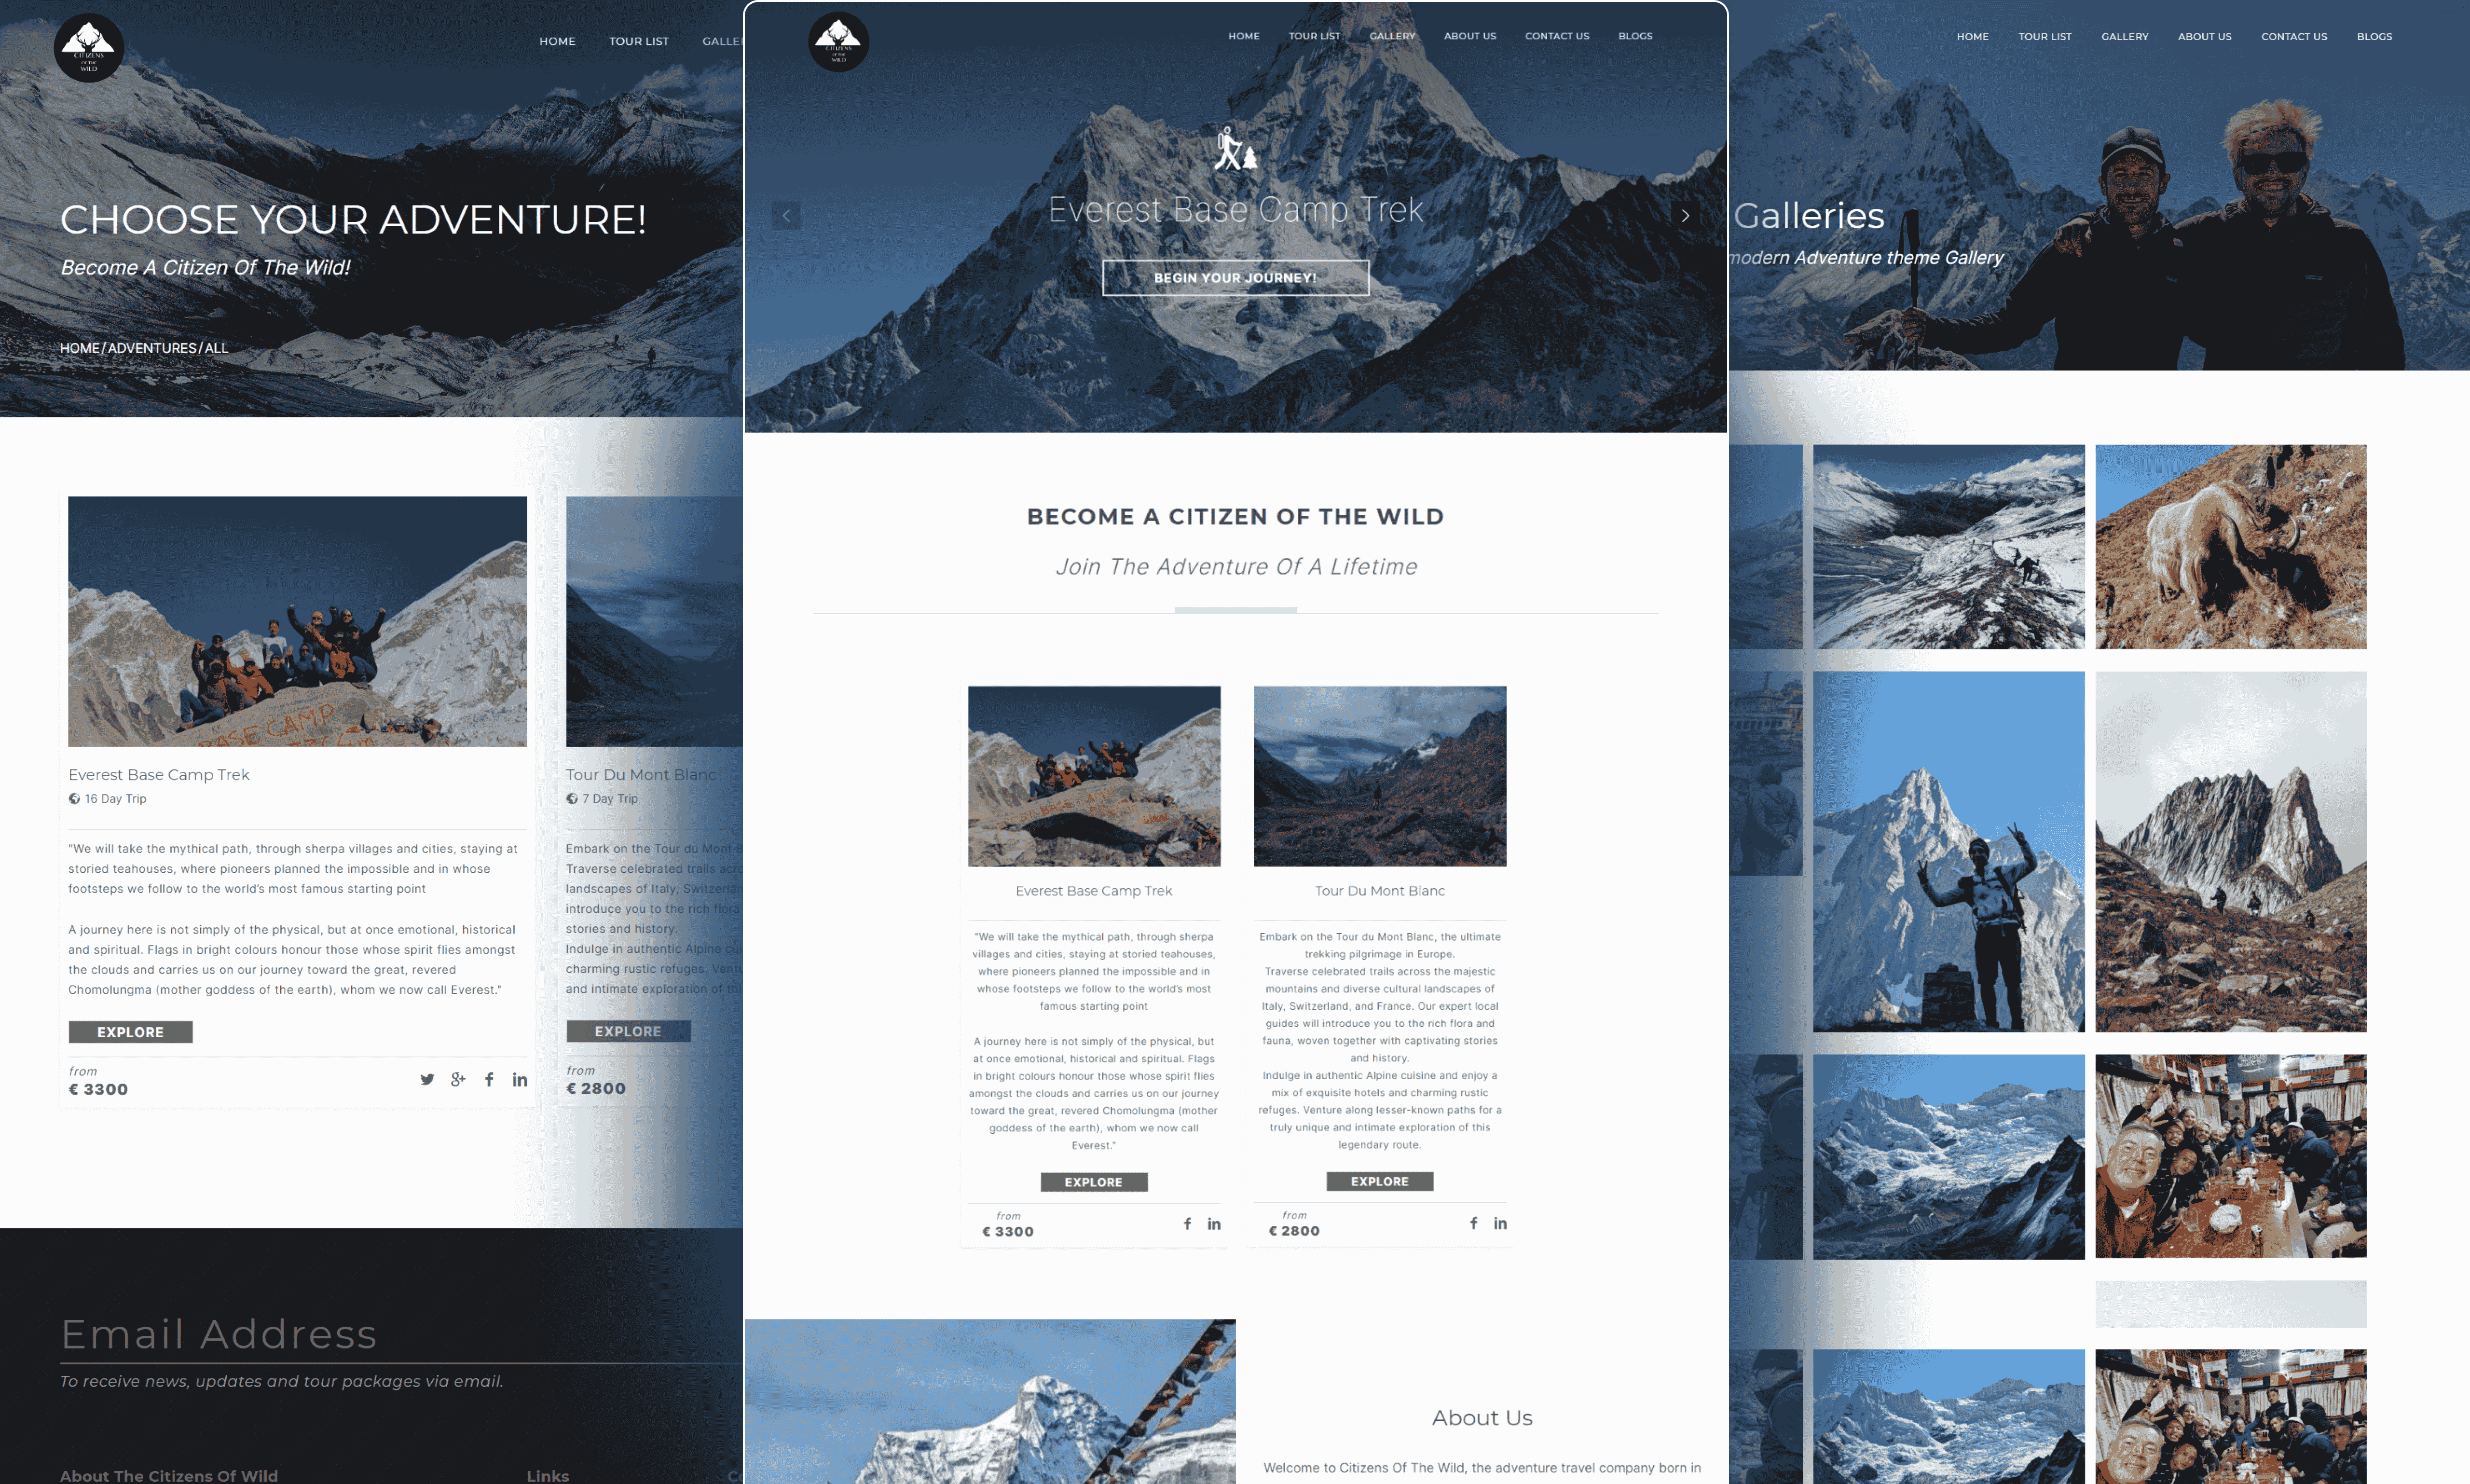 CITIZENS
OF THE
WILD
HOME TOUR LIST GALLE
CHOOSE YOUR ADVENTURE!
Become A Citizen Of The Wild!
HOME/ADVENTURES/ALL
BASE CAMP
Everest Base Camp Trek
16 Day Trip
"We will take the mythical path, through sherpa villages and cities, staying at
storied teahouses, where pioneers planned the impossible and in whose
footsteps we follow to the world's most famous starting point
A journey here is not simply of the physical, but at once emotional, historical
and spiritual. Flags in bright colours honour those whose spirit flies amongst
the clouds and carries us on our journey toward the great, revered
Chomolungma (mother goddess of the earth), whom we now call Everest."
EXPLORE
from
€ 3300
Tour Du Mont Blanc
7 Day Trip
Embark on the Tour du Mont B
Traverse celebrated trails acro
landscapes of Italy, Switzerlan
introduce you to the rich flora
stories and history.
Indulge in authentic Alpine cui
charming rustic refuges. Ventu
and intimate exploration of thi
EXPLORE
from
€ 2800
Email Address
To receive news, updates and tour packages via email.
About The Citizens Of Wild
Links
Co
CITIZENS
OF THE
WILD
HOME TOUR LIST GALLERY ABOUT US CONTACT US BLOGS
Everest Base Camp Trek
BEGIN YOUR JOURNEY!
BECOME A CITIZEN OF THE WILD
Join The Adventure Of A Lifetime
Everest Base Camp Trek
"We will take the mythical path, through sherpa
villages and cities, staying at storied teahouses,
where pioneers planned the impossible and in
whose footsteps we follow to the world's most
famous starting point
A journey here is not simply of the physical, but
at once emotional, historical and spiritual. Flags
in bright colours honour those whose spirit flies
amongst the clouds and carries us on our journey
toward the great, revered Chomolungma (mother
goddess of the earth), whom we now call
Everest."
EXPLORE
from
€ 3300
Tour Du Mont Blanc
Embark on the Tour du Mont Blanc, the ultimate
trekking pilgrimage in Europe.
Traverse celebrated trails across the majestic
mountains and diverse cultural landscapes of
Italy, Switzerland, and France. Our expert local
guides will introduce you to the rich flora and
fauna, woven together with captivating stories
and history.
Indulge in authentic Alpine cuisine and enjoy a
mix of exquisite hotels and charming rustic
refuges. Venture along lesser-known paths for a
truly unique and intimate exploration of this
legendary route.
EXPLORE
from
€ 2800
About Us
Welcome to Citizens Of The Wild, the adventure travel company born in
HOME TOUR LIST GALLERY ABOUT US CONTACT US BLOGS
Galleries
modern Adventure theme Gallery